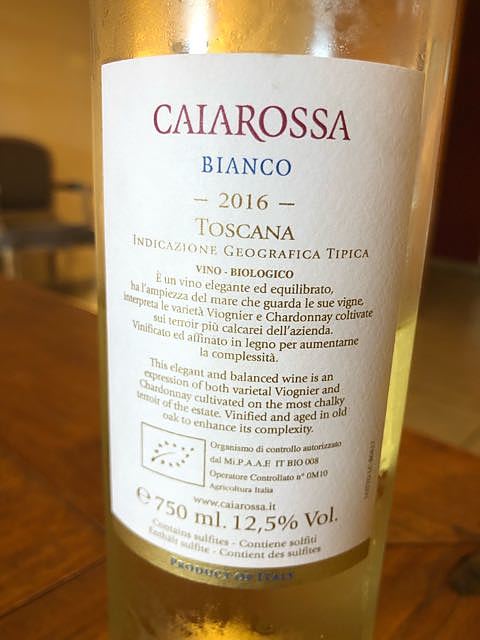 CAIAROSSA
BIANCO
— 2016 —
TOSCANA
INDICAZIONE GEOGRAFICA TIPICA
VINO - BIOLOGICO
È un vino elegante ed equilibrato,
ha l'ampiezza del mare che guarda le sue vigne,
interpreta le varietà Viognier e Chardonnay coltivate
sui terroir più calcarei dell'azienda.
Vinificato ed affinato in legno per aumentarne
la complessità.
This elegant and balanced wine is an
expression of both varietal Viognier and
Chardonnay cultivated on the most chalky
terroir of the estate. Vinified and aged in old
oak to enhance its complexity.
Organismo di controllo autorizzato
dal Mi.P.A.A.F. IT BIO 008
Operatore Controllato n° 0M10
Agricoltura Italia
www.caiarossa.it
℮ 750 ml. 12,5% Vol.
Contains sulfites - Contiene solfiti
Enthält sulfite - Contient des sulfites
PRODUCT OF ITALY